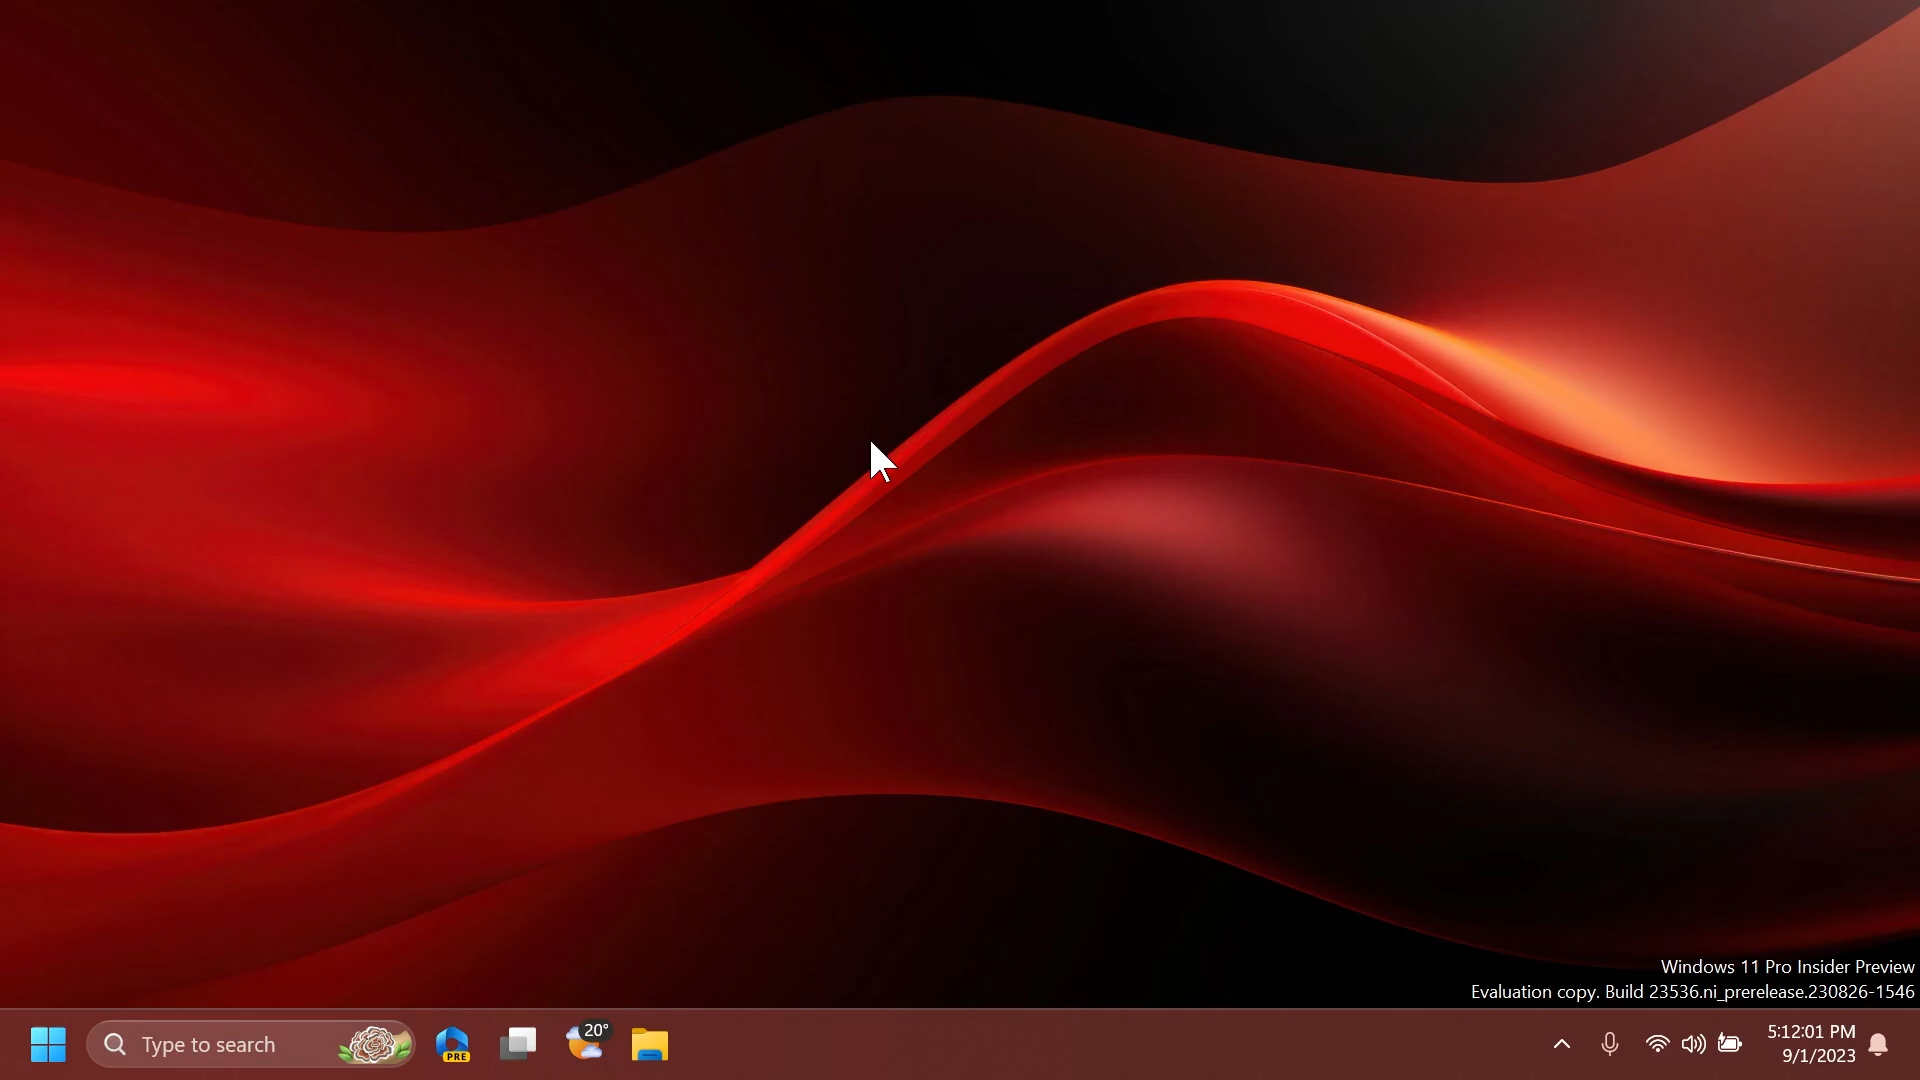 Windows 11 Pro Insider Preview
Evaluation copy. Build 23536.ni_prerelease.230826-1546
Type to search
PRE
20°
5:12:01 PM
9/1/2023